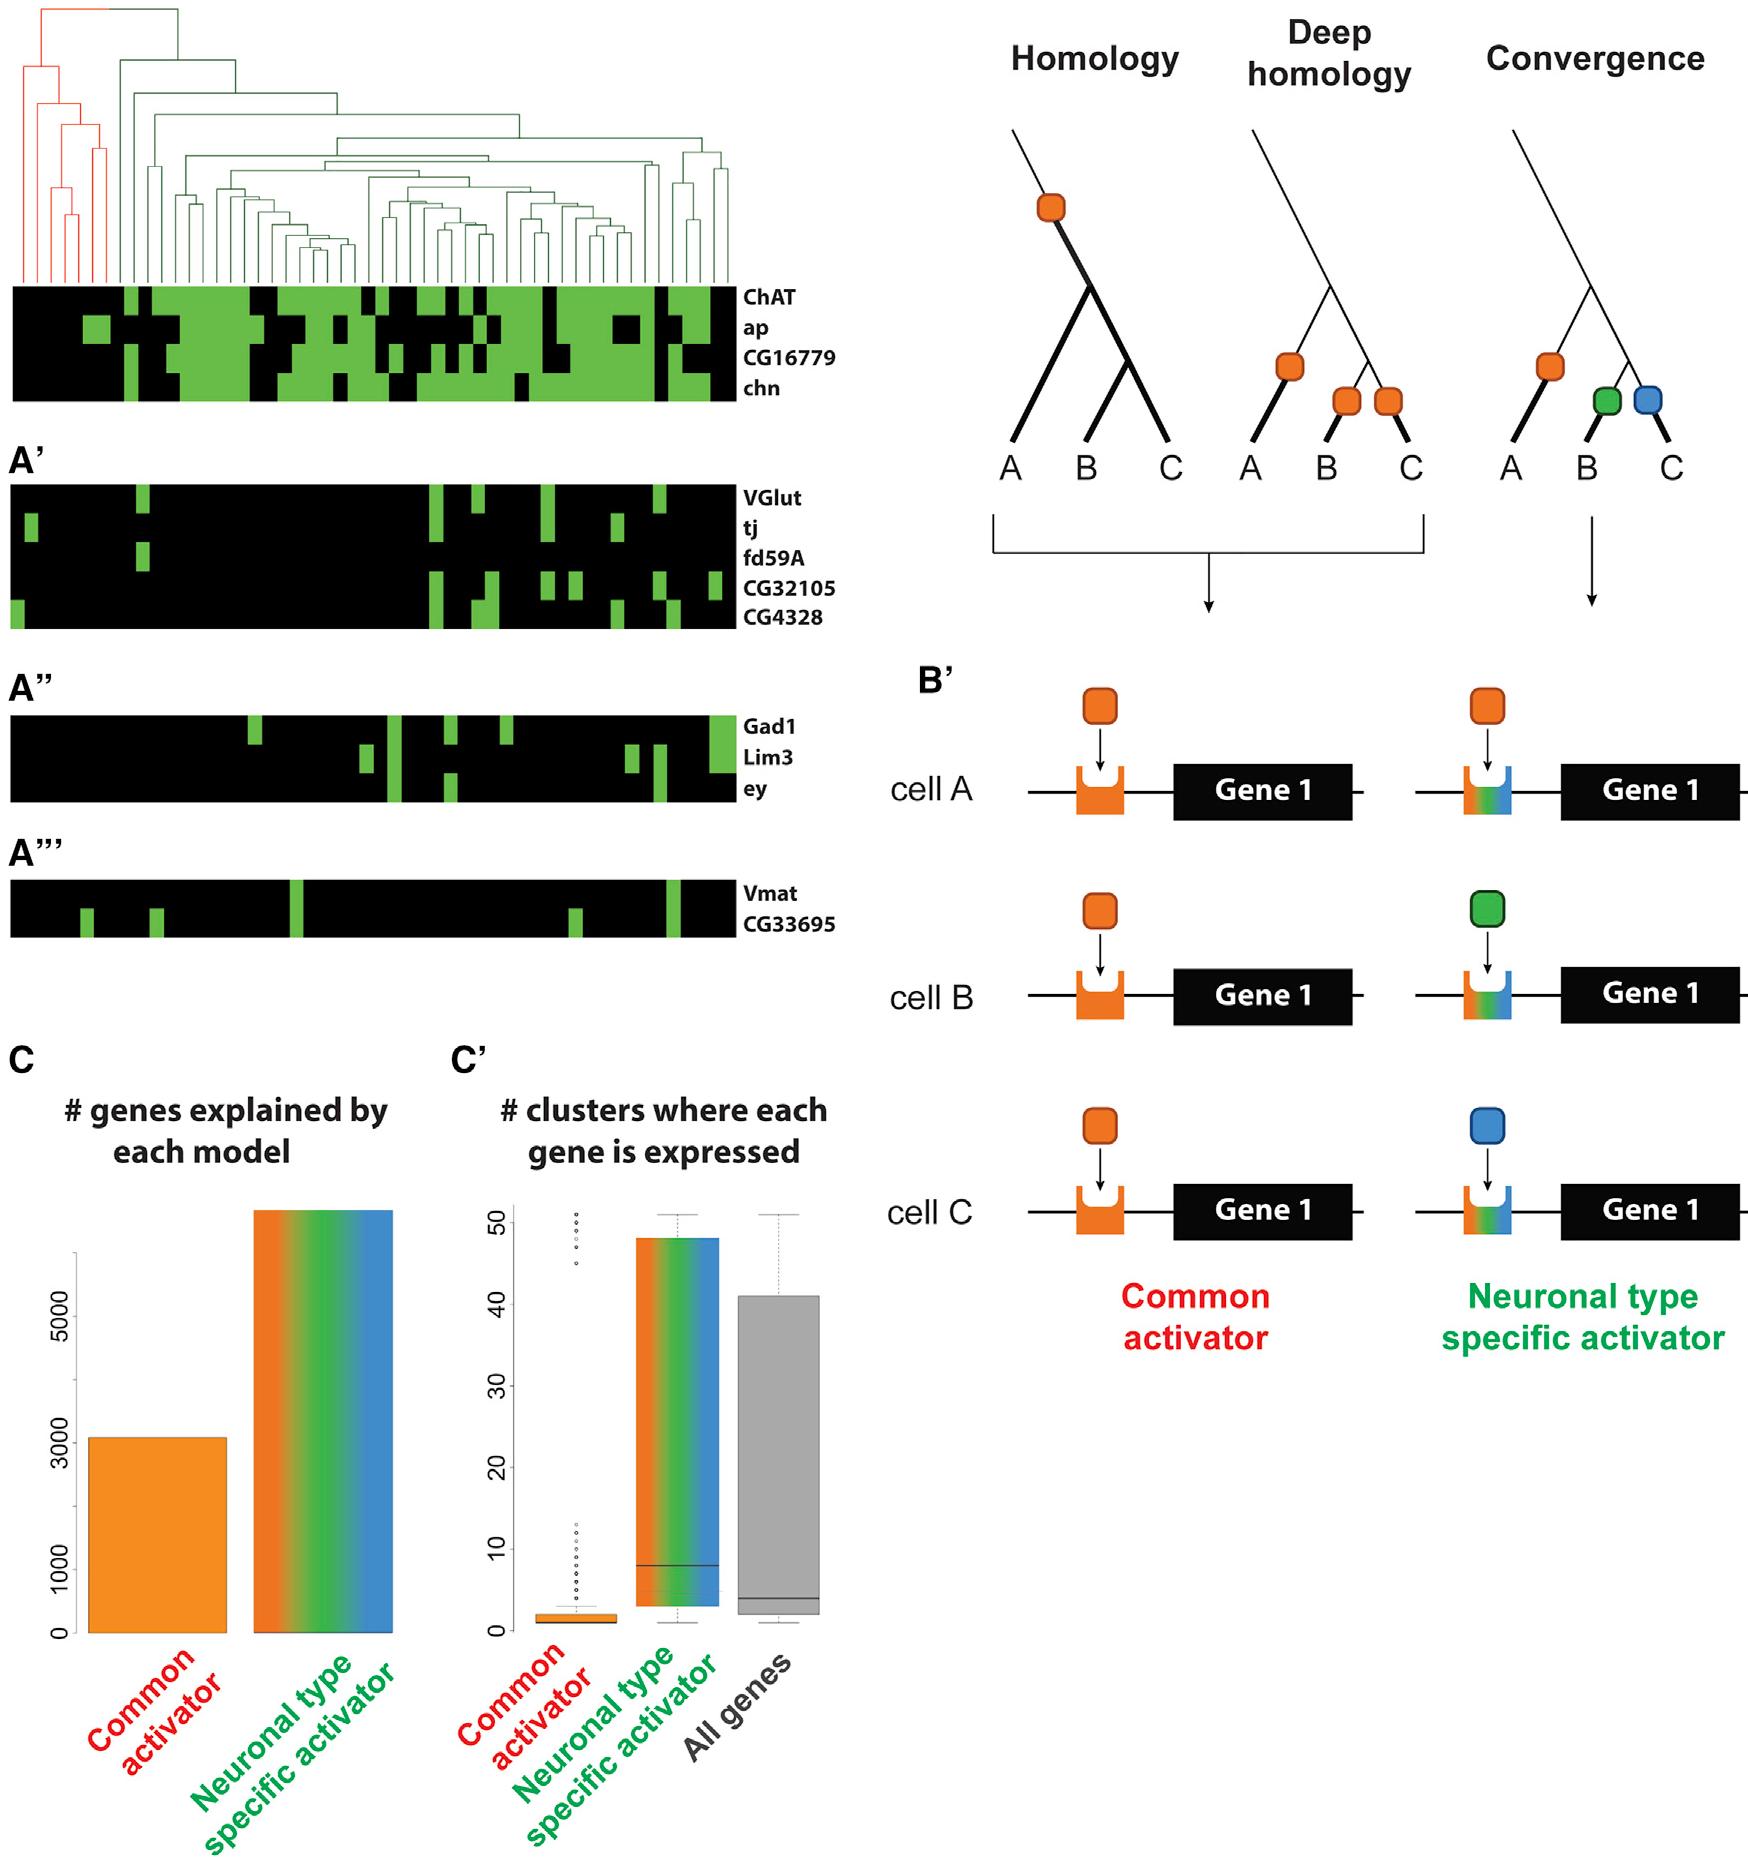 ChAT
ap
CG16779
chn
A’
VGlut
tj
fd59A
CG32105
CG4328
A’’
Gad1
Lim3
ey
A’’’
Vmat
CG33695
Homology
Deep
homology
Convergence
A B C
A B C
A B C
B’
cell A
Gene 1
Gene 1
cell B
Gene 1
Gene 1
cell C
Gene 1
Gene 1
Common
activator
Neuronal type
specific activator
C
# genes explained by
each model
5000
3000
1000
0
Common
activator
Neuronal type
specific activator
C’
# clusters where each
gene is expressed
50
40
30
20
10
0
Common
activator
Neuronal type
specific activator
All genes